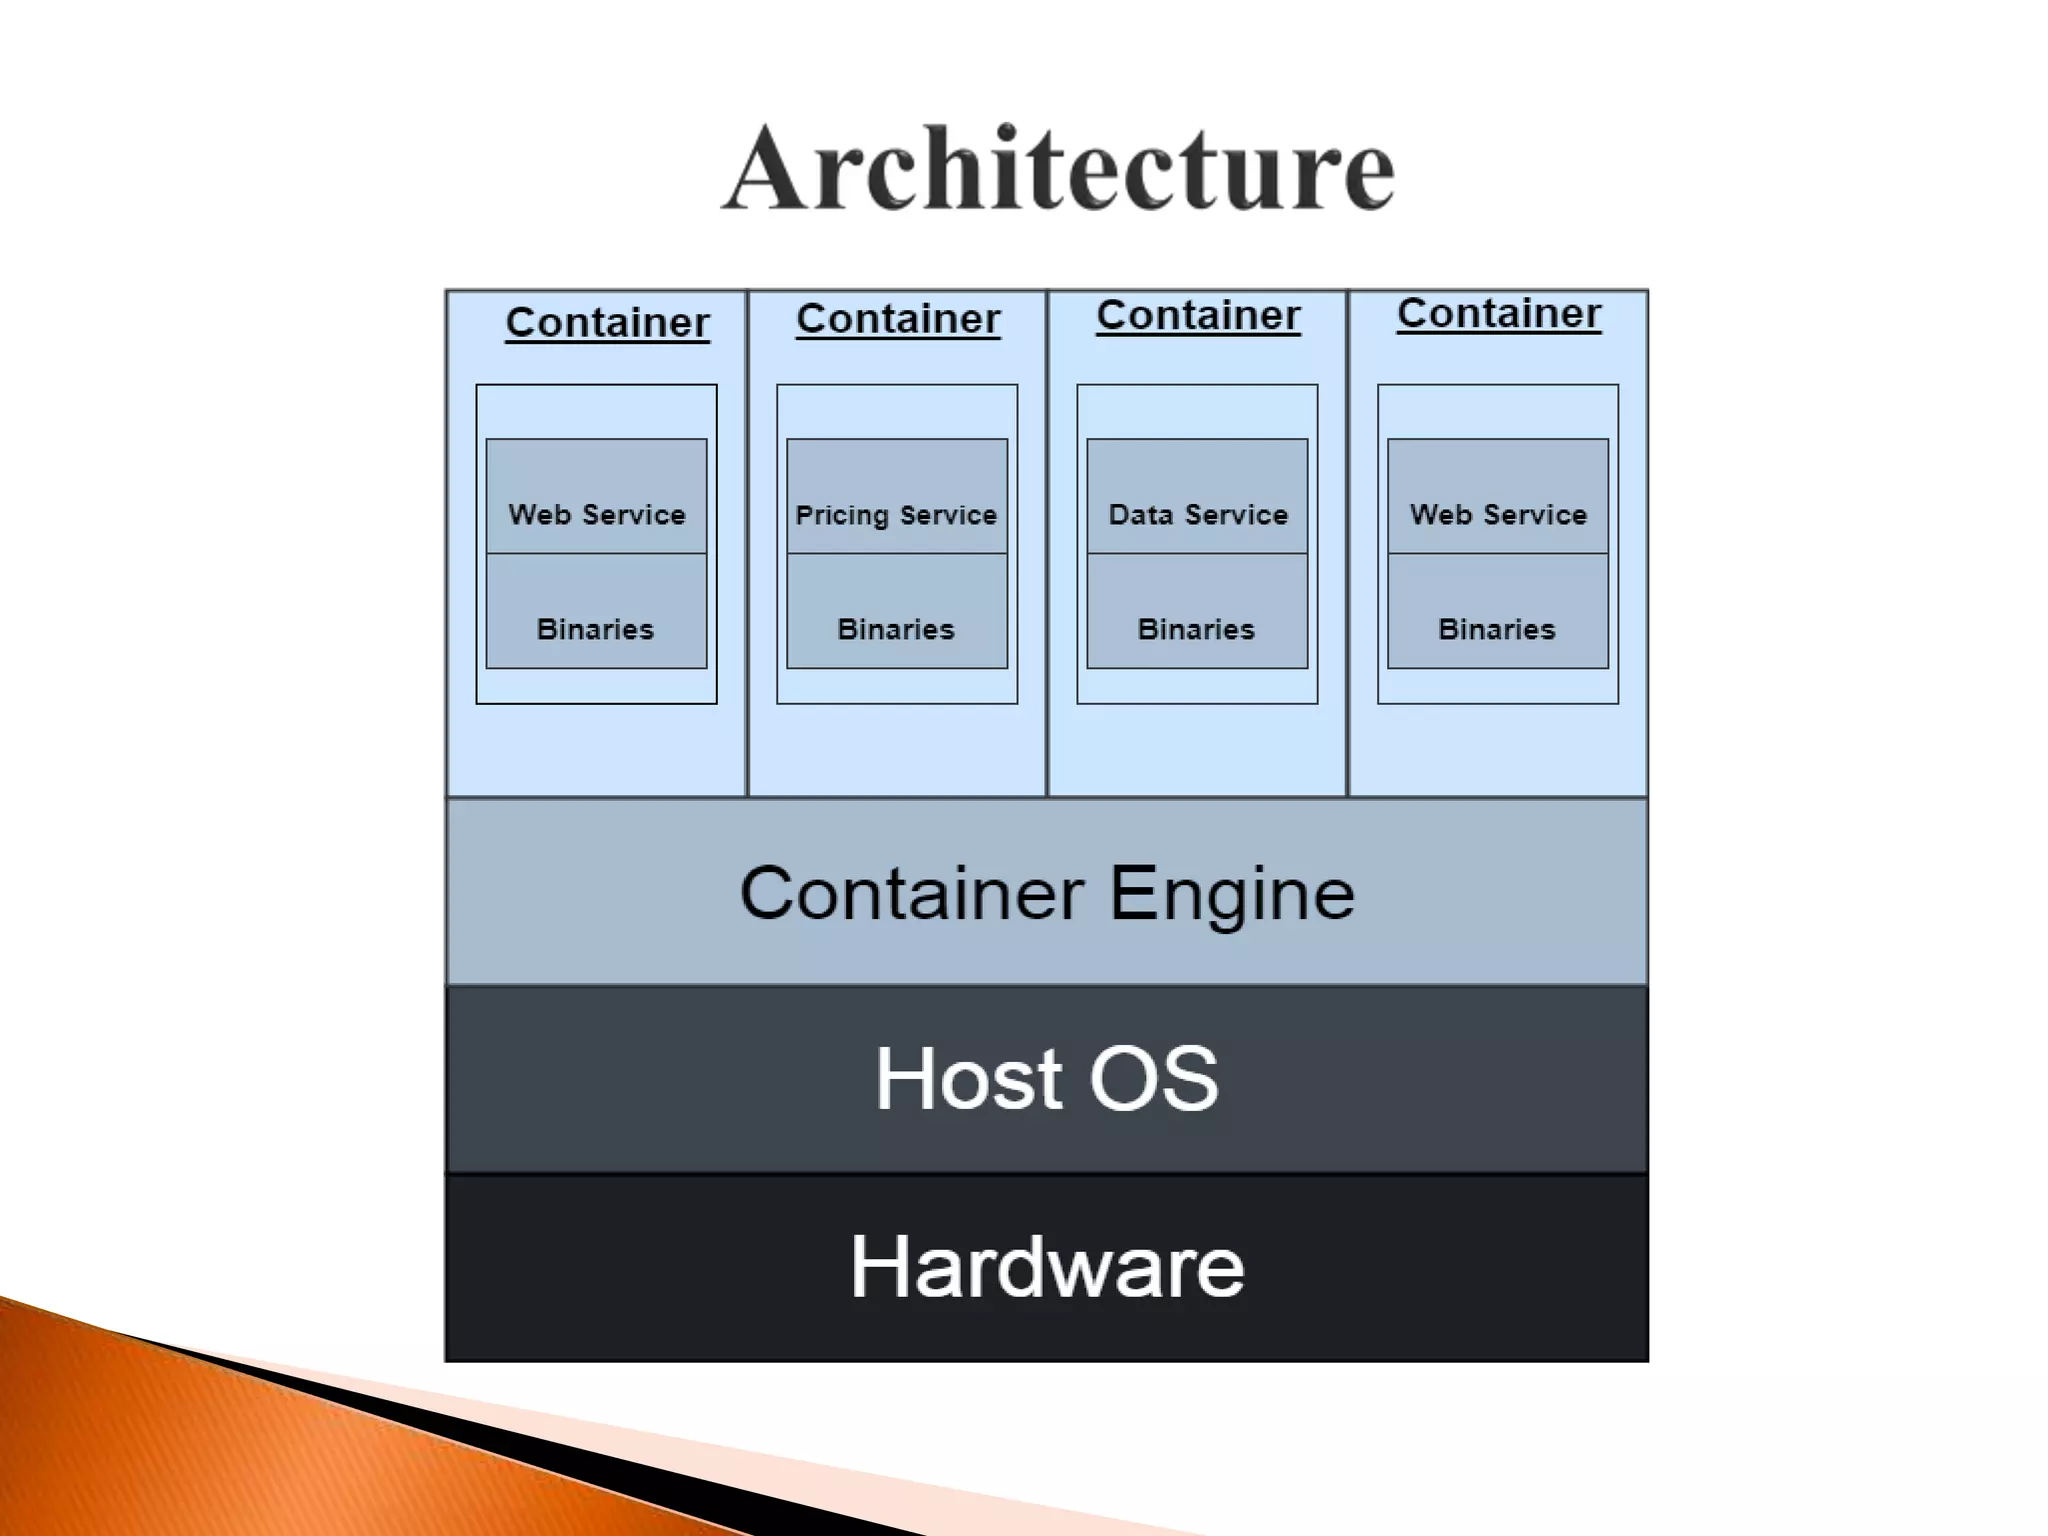 Architecture
Container Container Container Container
Web Service Pricing Service Data Service Web Service
Binaries Binaries Binaries Binaries
Container Engine
Host OS
Hardware